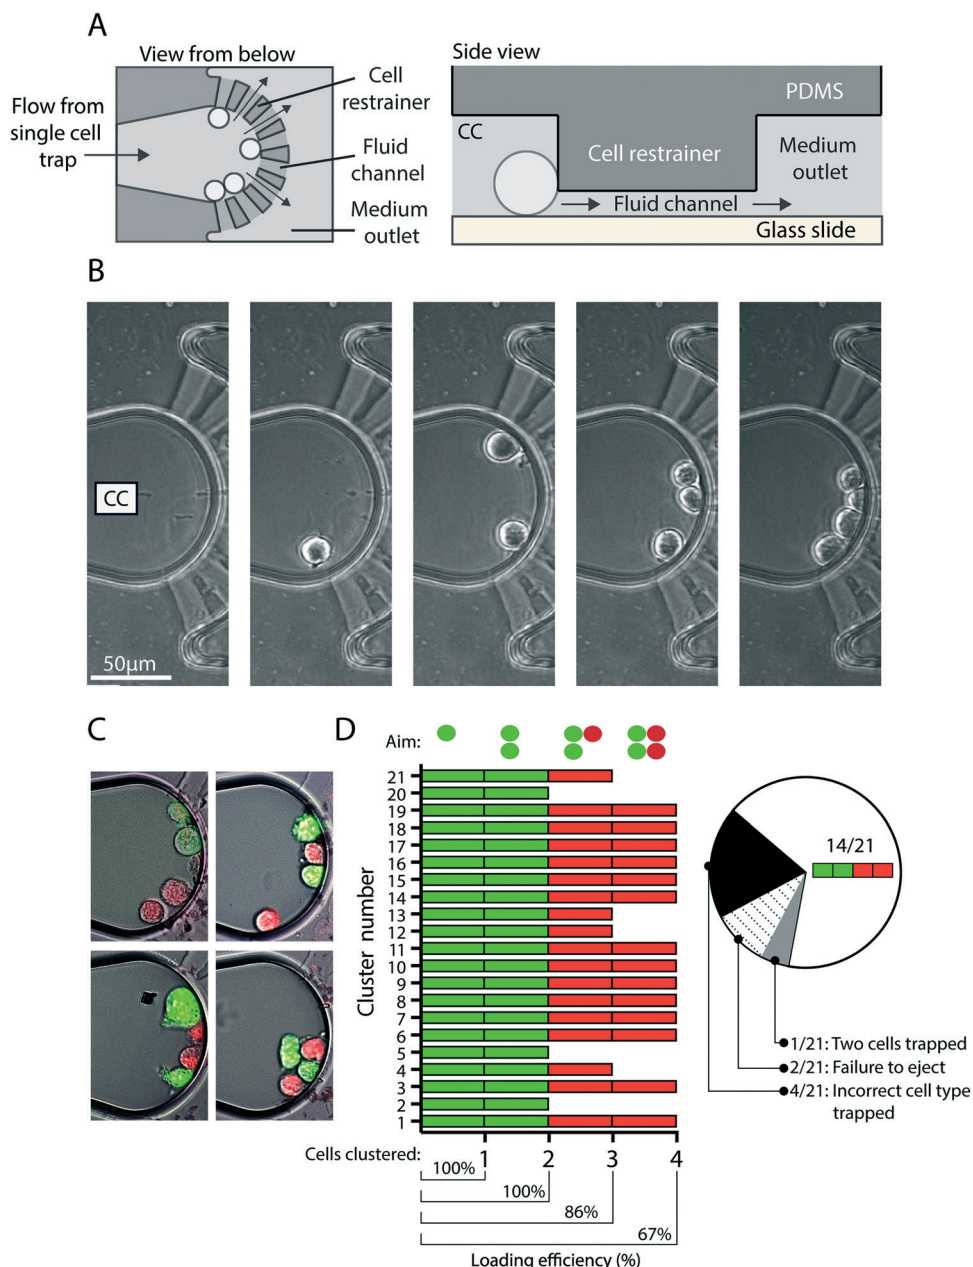 A
View from below
Flow from
single cell
trap
Cell
restrainer
Fluid
channel
Medium
outlet
Side view
PDMS
CC
Cell restrainer
Medium
outlet
Fluid channel
Glass slide
B
CC
50μm
C
D
Aim:
Cluster number
21
20
19
18
17
16
15
14
13
12
11
10
9
8
7
6
5
4
3
2
1
Cells clustered:
1 2 3 4
100%
100%
86%
67%
Loading efficiency (%)
14/21
1/21: Two cells trapped
2/21: Failure to eject
4/21: Incorrect cell type
trapped